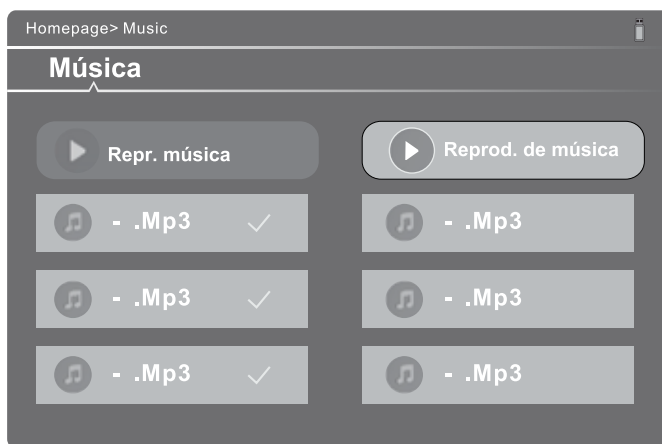 Homepage> Music
Música
Repr. música
Reprod. de música
- .Mp3
- .Mp3
- .Mp3
- .Mp3
- .Mp3
- .Mp3